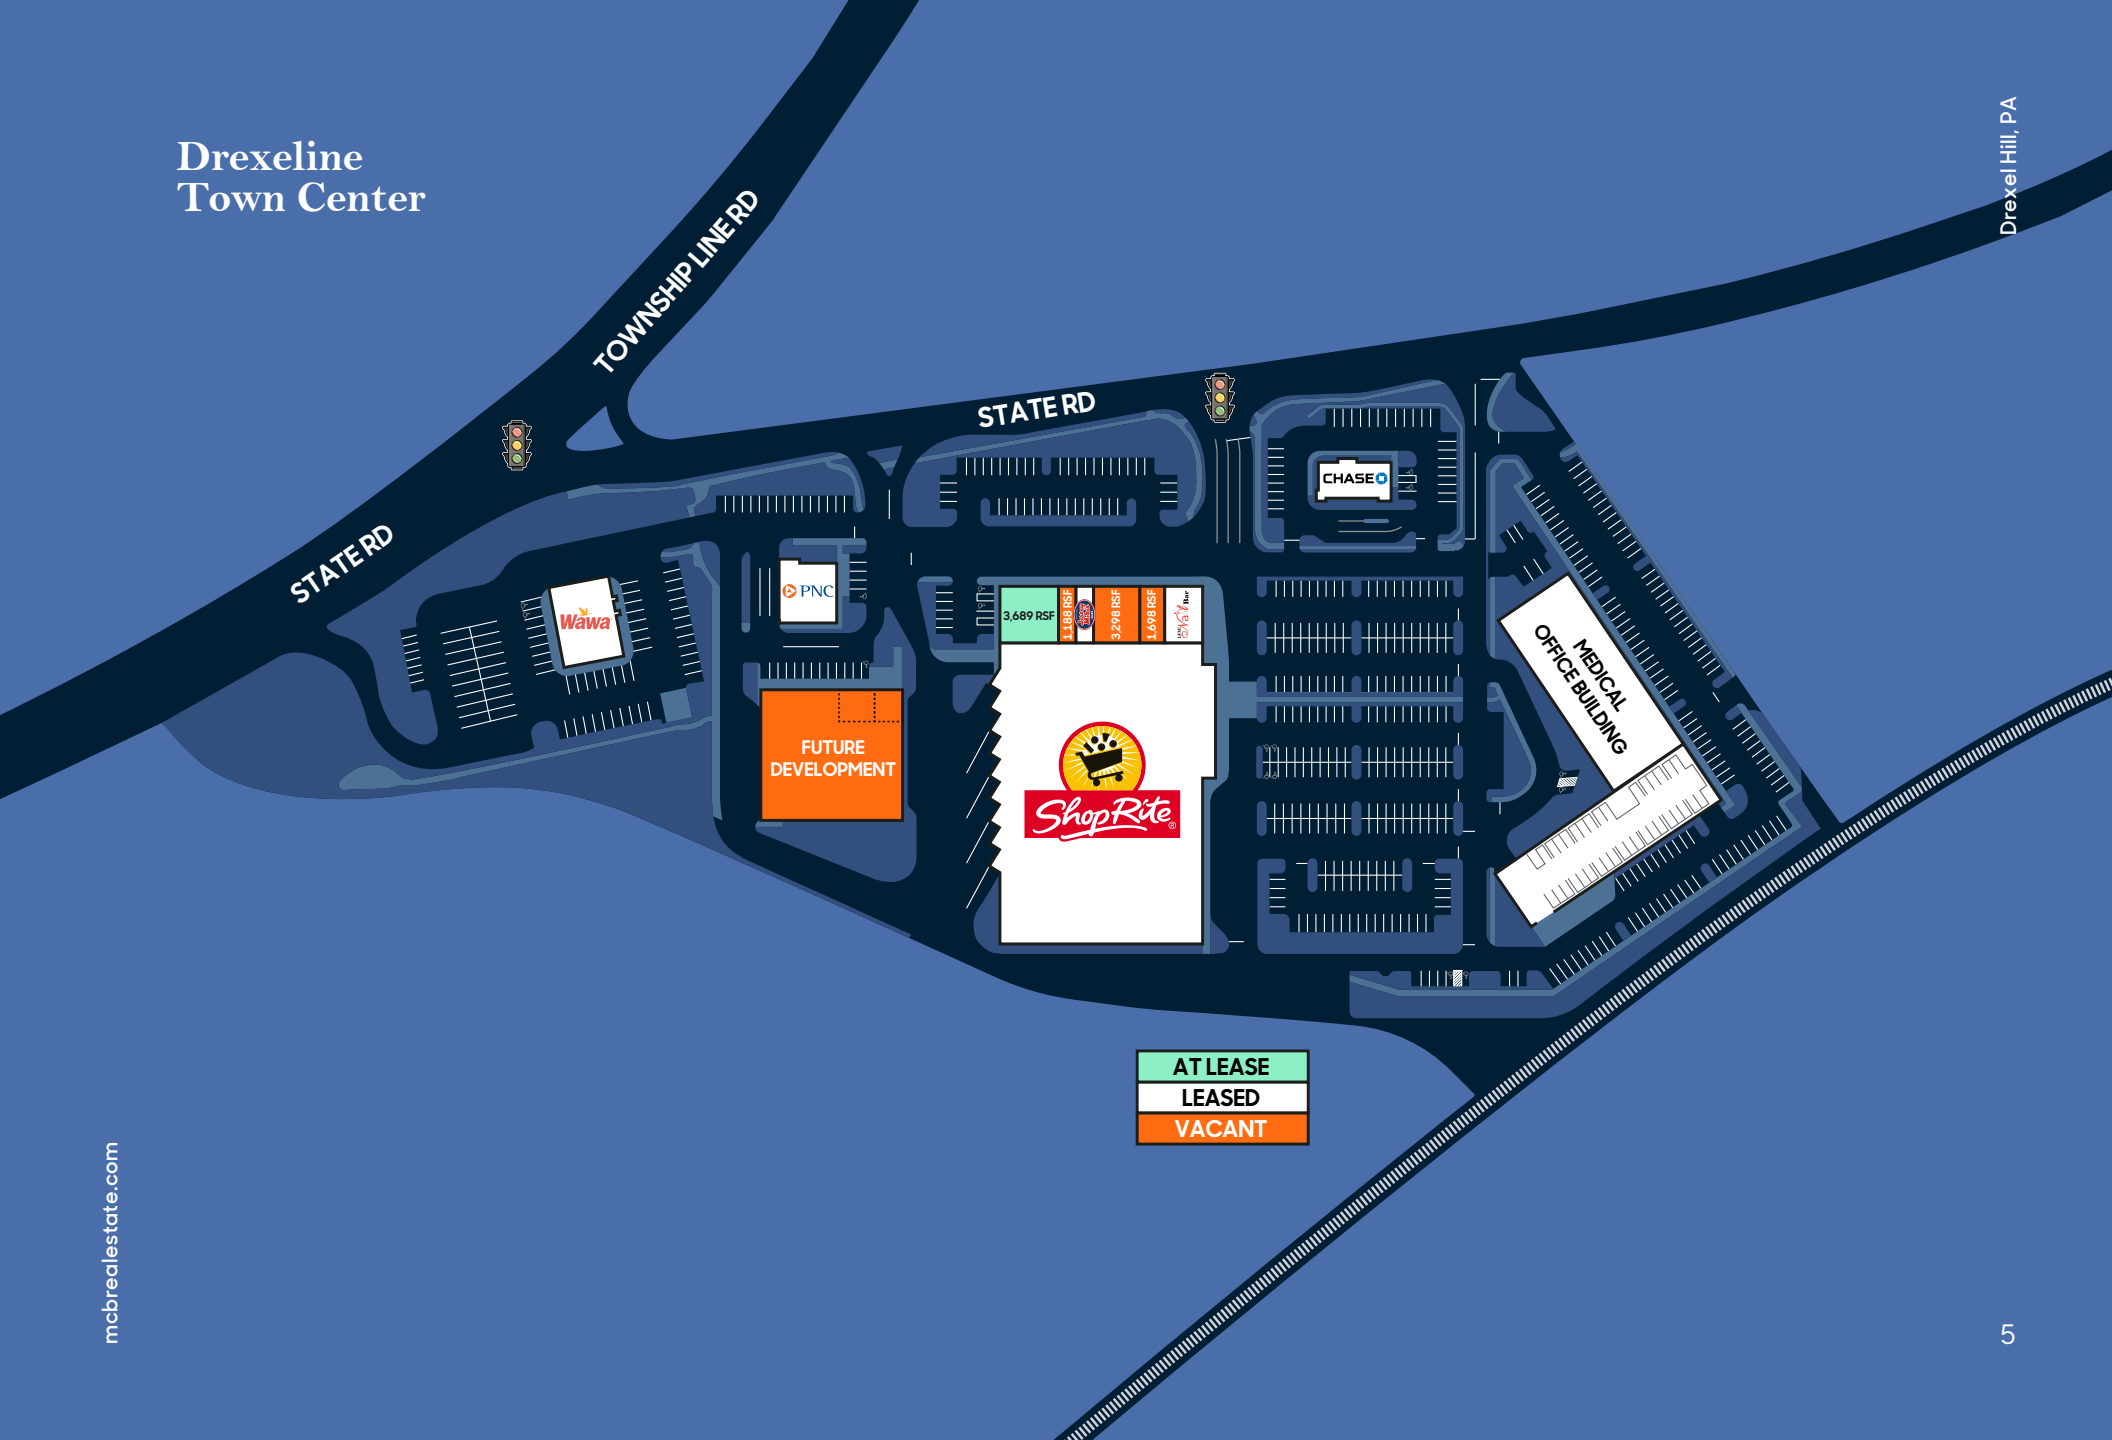 Drexeline
Town Center
Drexel Hill, PA
TOWNSHIP LINE RD
STATE RD
STATE RD
CHASE
PNC
Wawa
3,689 RSF
1,188 RSF
3,298 RSF
1,698 RSF
Nail
Bar
MEDICAL
OFFICE BUILDING
FUTURE
DEVELOPMENT
ShopRite®
AT LEASE
LEASED
VACANT
mcbrealestate.com
5